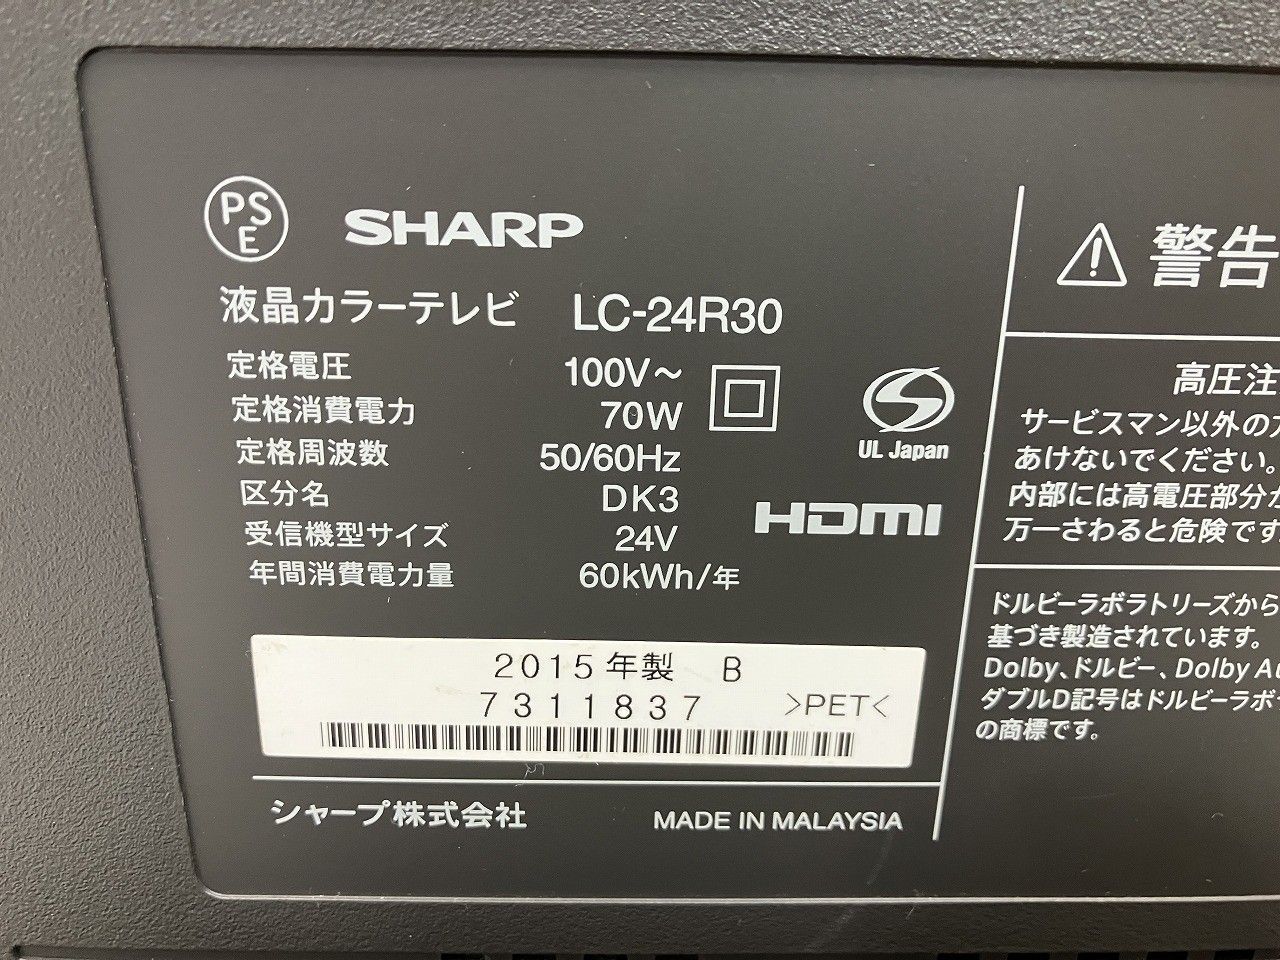 PSE SHARP
液晶カラーテレビ LC-24R30
定格電圧 100V～
定格消費電力 70W
定格周波数 50/60Hz
区分名 DK3
受信機型サイズ 24V
年間消費電力量 60kWh/年
S
UL Japan
HDMI
2015年製 B
7311837 >PET<
シャープ株式会社 MADE IN MALAYSIA
警告
高圧注
サービスマン以外の
あけないでください。
内部には高電圧部分
万一さわると危険です
ドルビーラボラトリーズから
基づき製造されています。
Dolby、ドルビー、Dolby Au
ダブルD記号はドルビーラボ
の商標です。